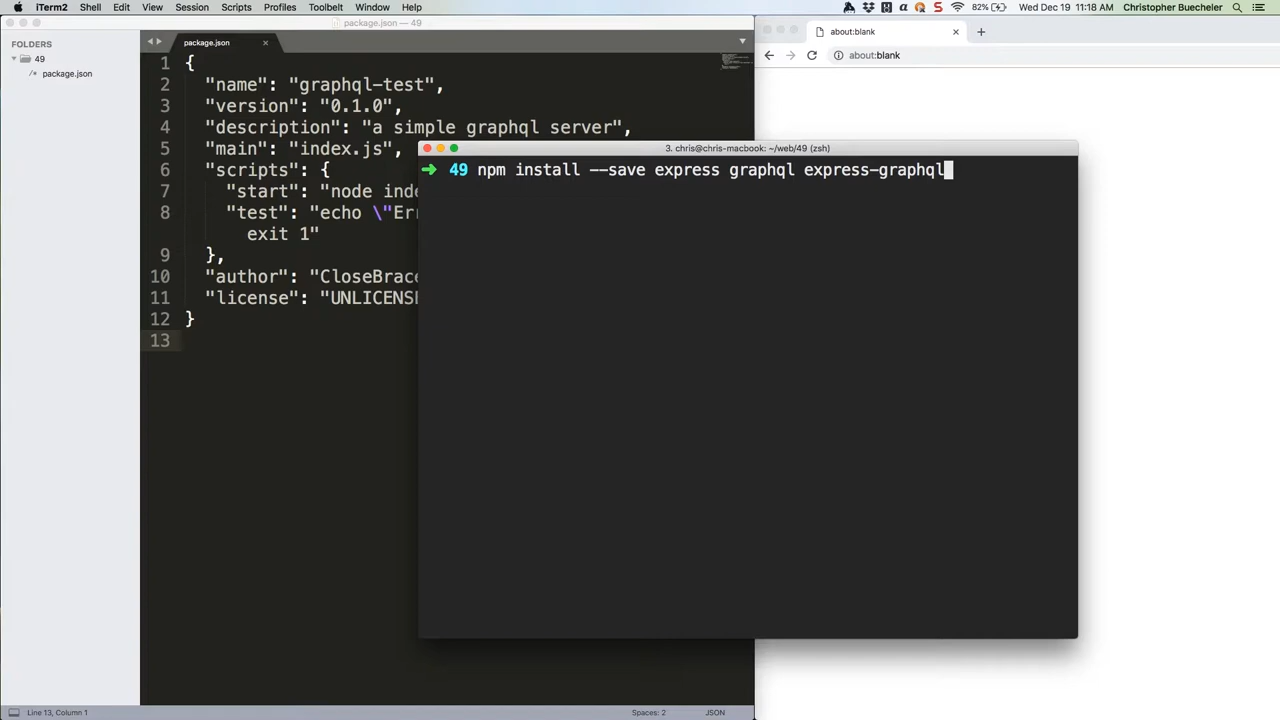 iTerm2 Shell Edit View Session Scripts Profiles Toolbelt Window Help
82% Wed Dec 19 11:18 AM Christopher Buecheler
package.json — 49
FOLDERS
49
package.json
package.json
1 {
2 "name": "graphql-test",
3 "version": "0.1.0",
4 "description": "a simple graphql server",
5 "main": "index.js",
6 "scripts": {
7 "start": "node inde
8 "test": "echo \"Err
exit 1"
9 },
10 "author": "CloseBrace
11 "license": "UNLICENSE
12 }
13
Line 13, Column 1
Spaces: 2
JSON
3. chris@chris-macbook: ~/web/49 (zsh)
➜ 49 npm install --save express graphql express-graphql
about:blank
about:blank